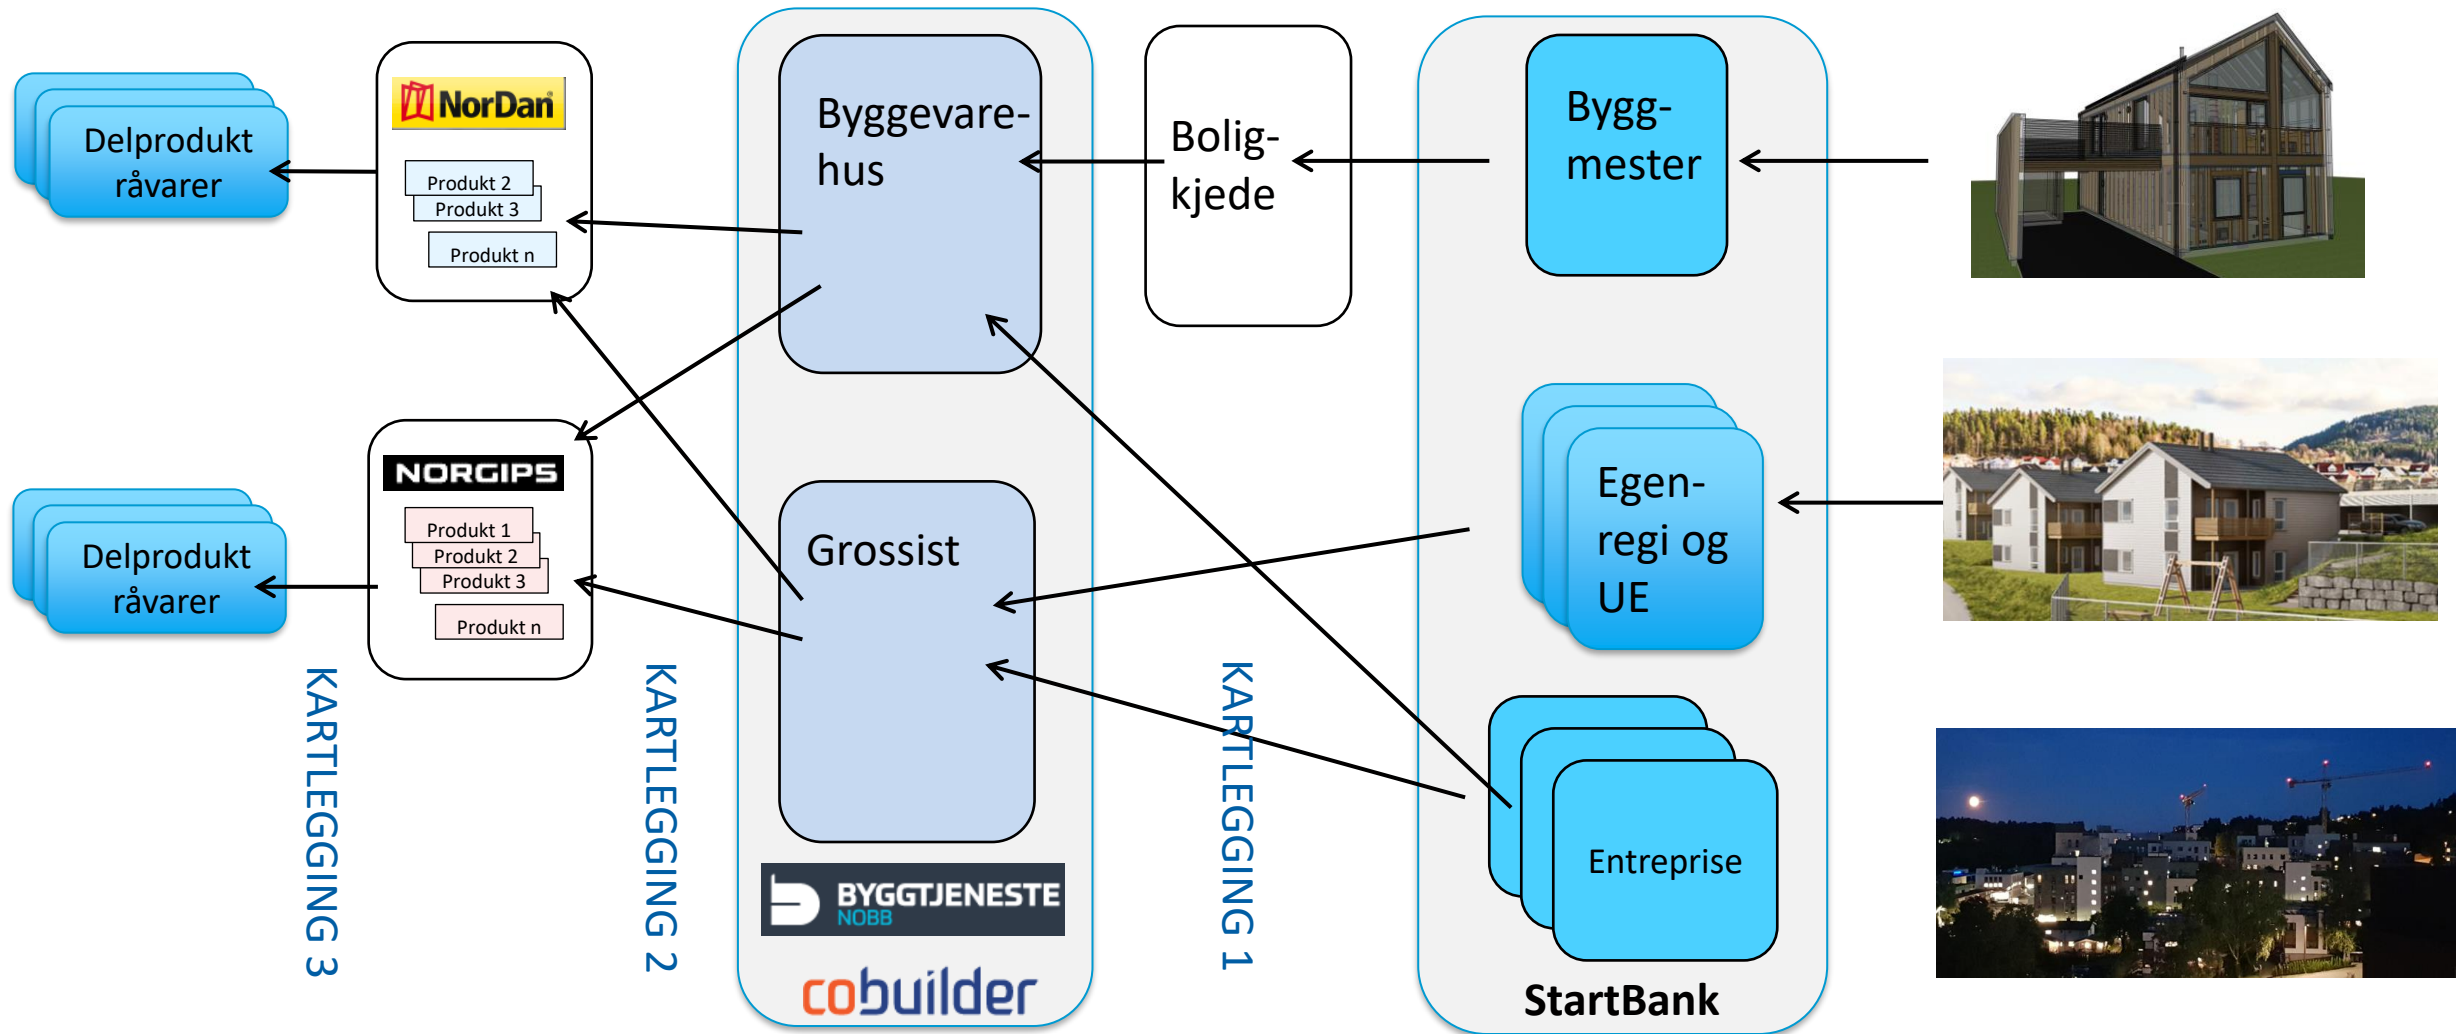 Delprodukt
råvarer
NorDan
Produkt 2
Produkt 3
Produkt n
Byggevare-
hus
Bolig-
kjede
Bygg-
mester
Delprodukt
råvarer
NORGIPS
Produkt 1
Produkt 2
Produkt 3
Produkt n
Grossist
Egen-
regi og
UE
Entreprise
KARTLEGGING 3
KARTLEGGING 2
KARTLEGGING 1
BYGGTJENESTE
NOBB
cobuilder
StartBank